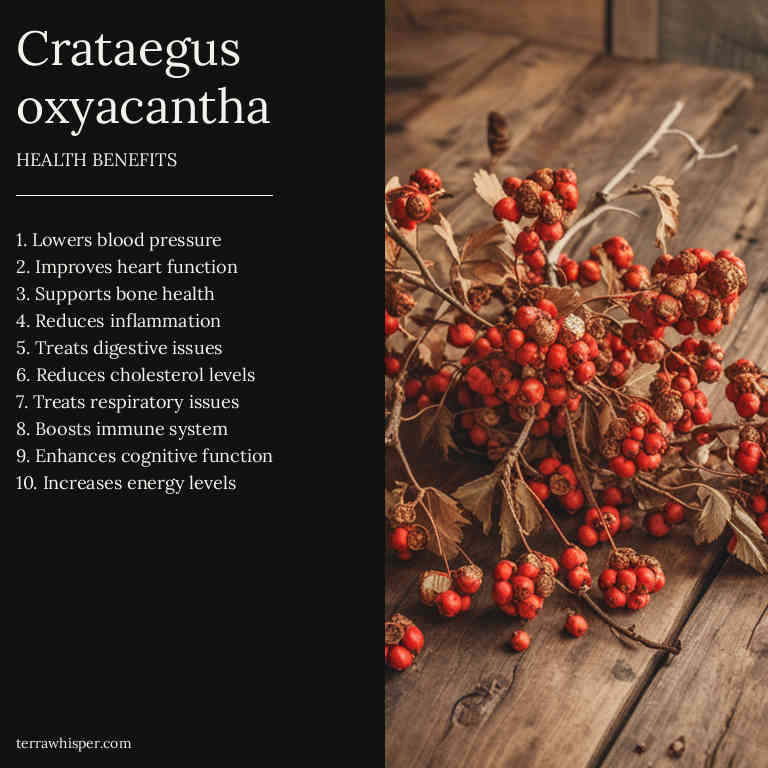 Crataegus
oxyacantha
HEALTH BENEFITS
1. Lowers blood pressure
2. Improves heart function
3. Supports bone health
4. Reduces inflammation
5. Treats digestive issues
6. Reduces cholesterol levels
7. Treats respiratory issues
8. Boosts immune system
9. Enhances cognitive function
10. Increases energy levels
terrawhisper.com